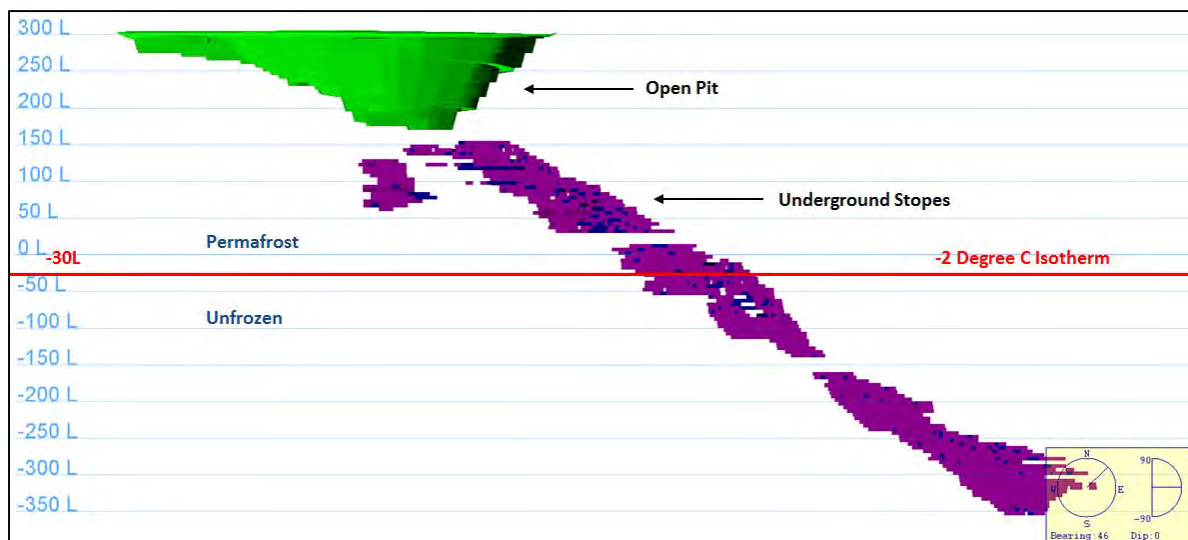 300 L
250 L
Open Pit
200 L
150 L
100 L
50 L
Underground Stopes
Permafrost
0 L
-30L
-2 Degree C Isotherm
-50 L
Unfrozen
-100 L
-150 L
-200 L
-250 L
-300 L
-350 L
N
90
E
S
-90
Bearing:46 Dip:0